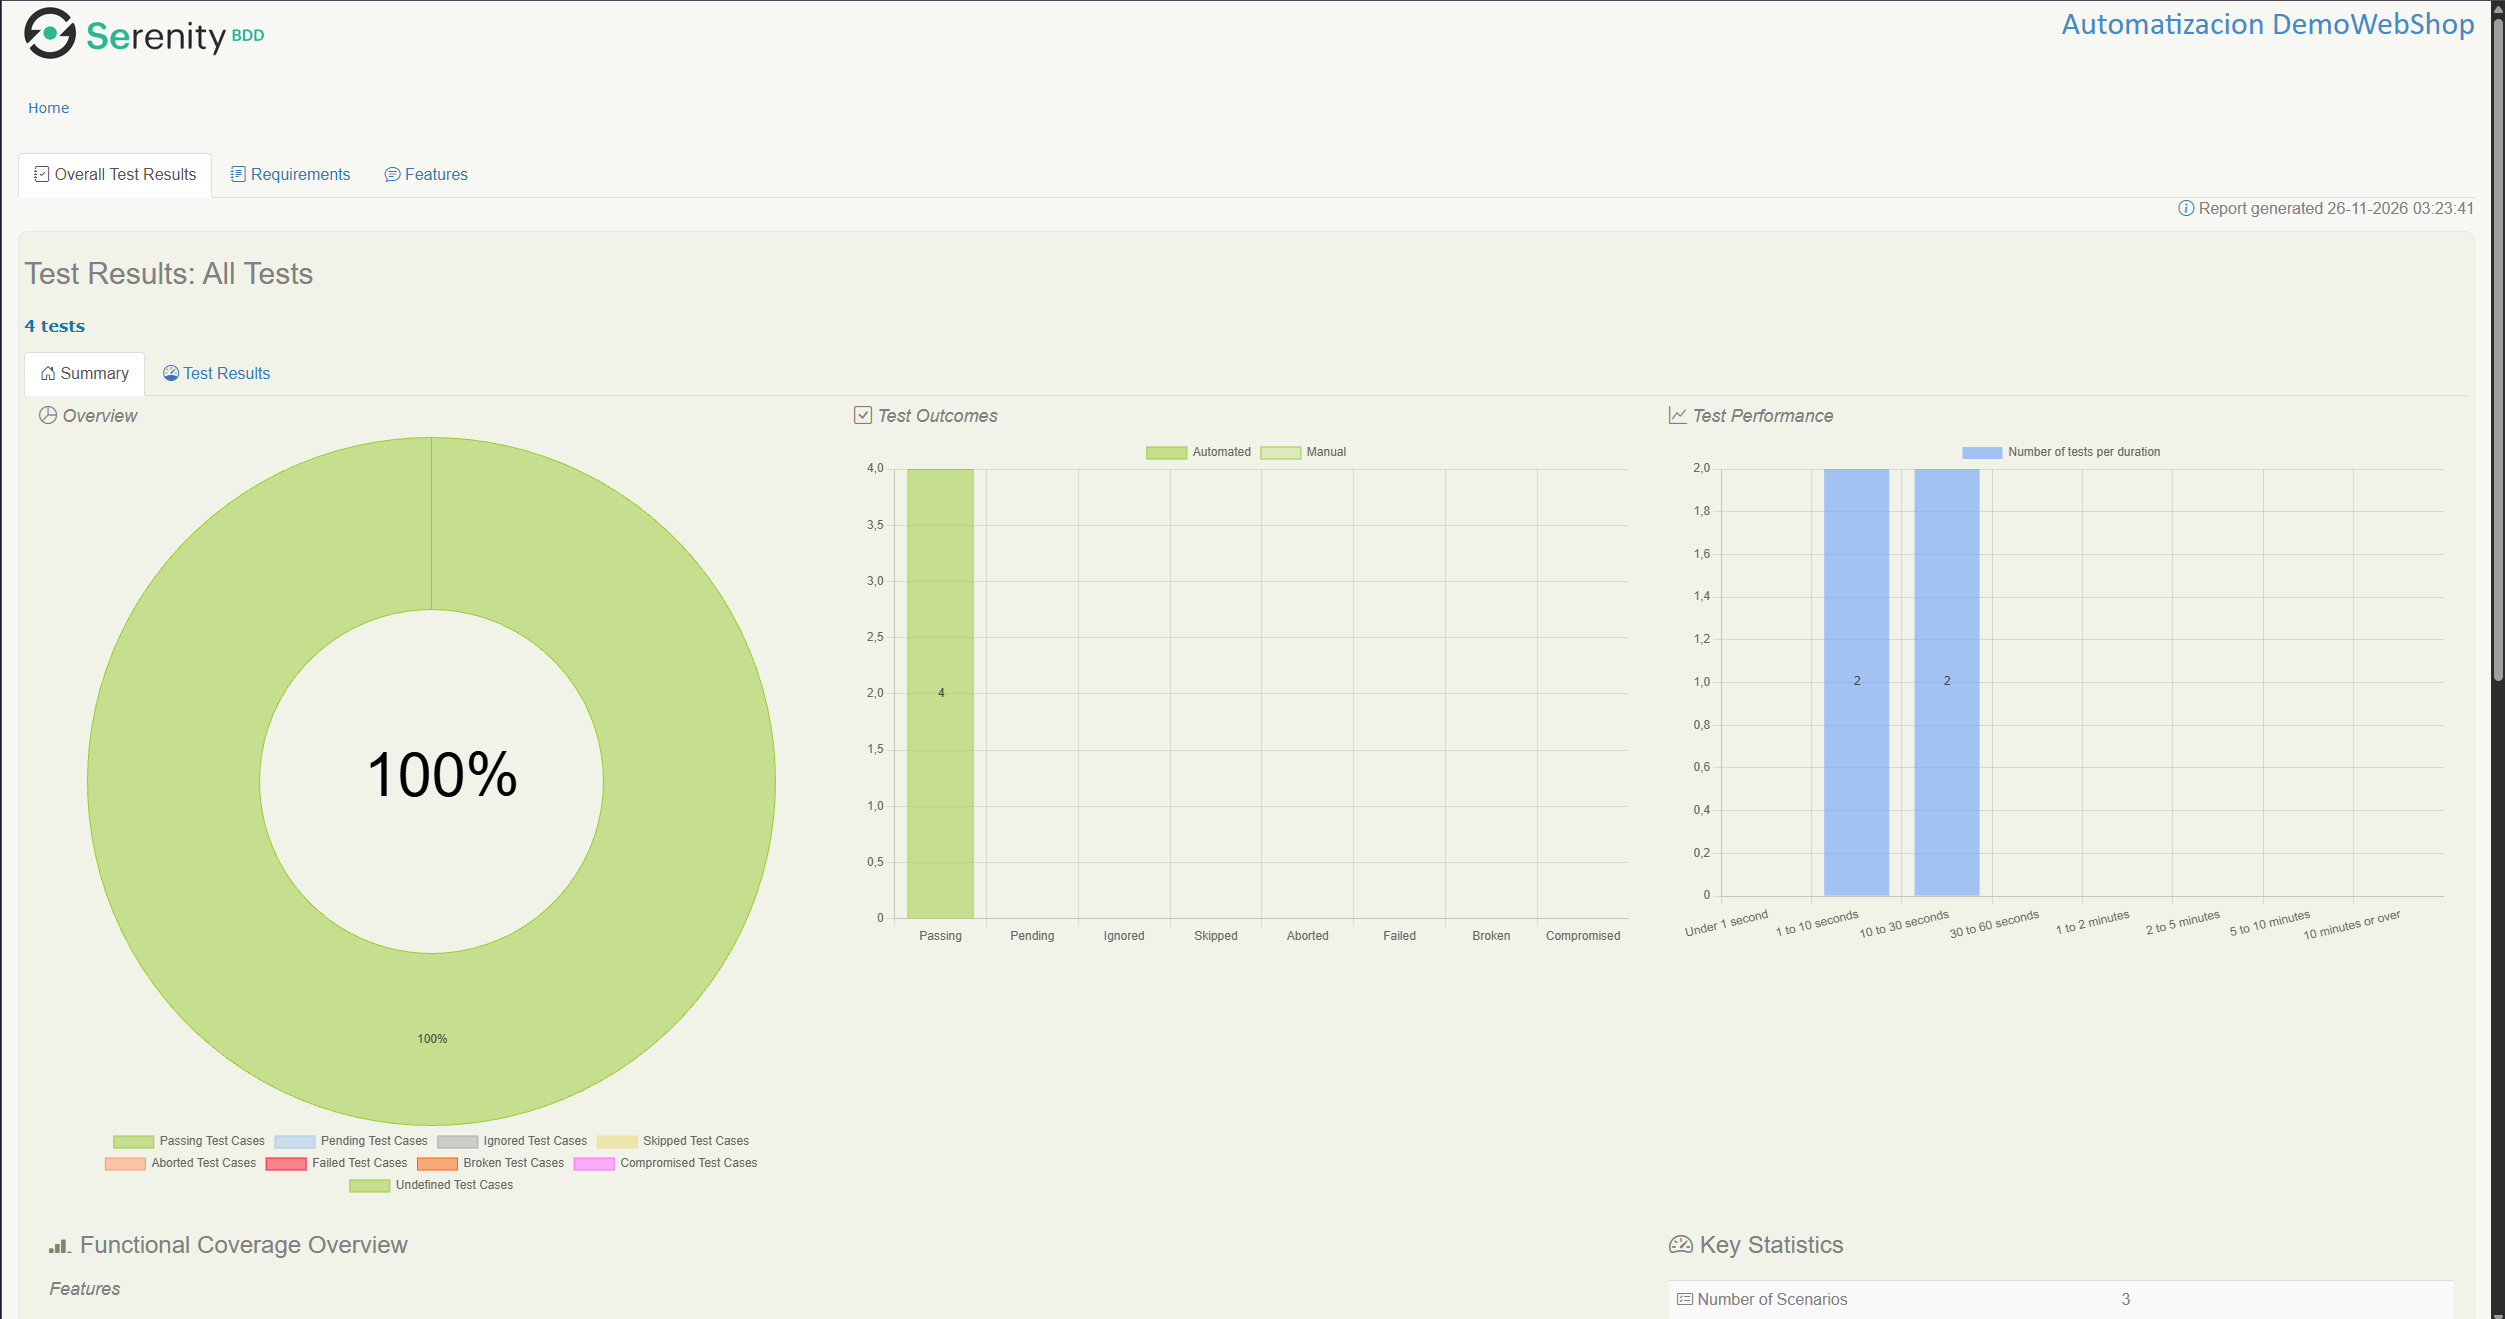 Serenity BDD
Automatizacion DemoWebShop
Home
Overall Test Results
Requirements
Features
Report generated 26-11-2026 03:23:41
Test Results: All Tests
4 tests
Summary
Test Results
Overview
100%
100%
Passing Test Cases
Pending Test Cases
Ignored Test Cases
Skipped Test Cases
Aborted Test Cases
Failed Test Cases
Broken Test Cases
Compromised Test Cases
Undefined Test Cases
Test Outcomes
Automated
Manual
4,0
3,5
3,0
2,5
2,0
1,5
1,0
0,5
0
4
Passing
Pending
Ignored
Skipped
Aborted
Failed
Broken
Compromised
Test Performance
Number of tests per duration
2,0
1,8
1,6
1,4
1,2
1,0
0,8
0,6
0,4
0,2
0
2
2
Under 1 second
1 to 10 seconds
10 to 30 seconds
30 to 60 seconds
1 to 2 minutes
2 to 5 minutes
5 to 10 minutes
10 minutes or over
Functional Coverage Overview
Features
Key Statistics
Number of Scenarios 3